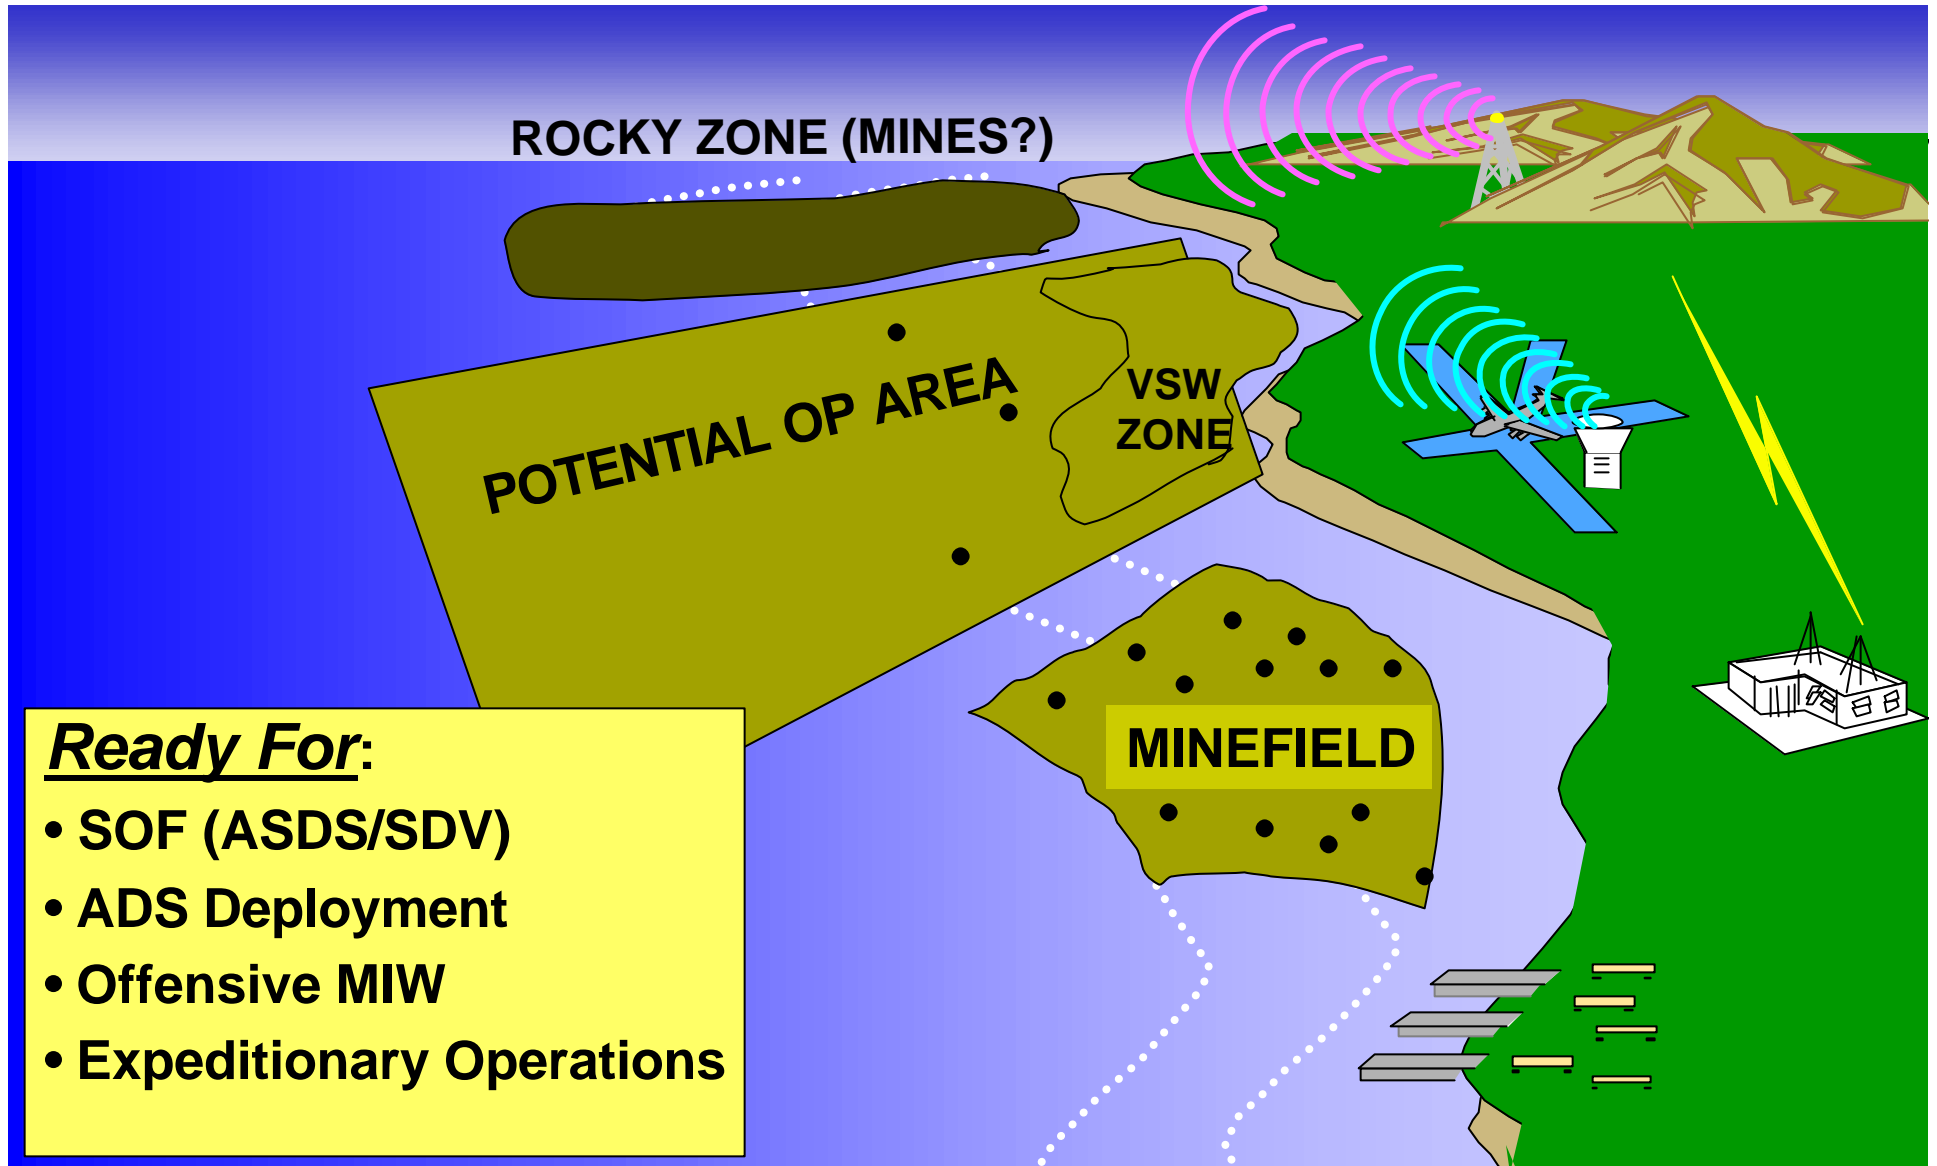 ROCKY ZONE (MINES?)
POTENTIAL OP AREA
VSW
ZONE
MINEFIELD
Ready For:
• SOF (ASDS/SDV)
• ADS Deployment
• Offensive MIW
• Expeditionary Operations